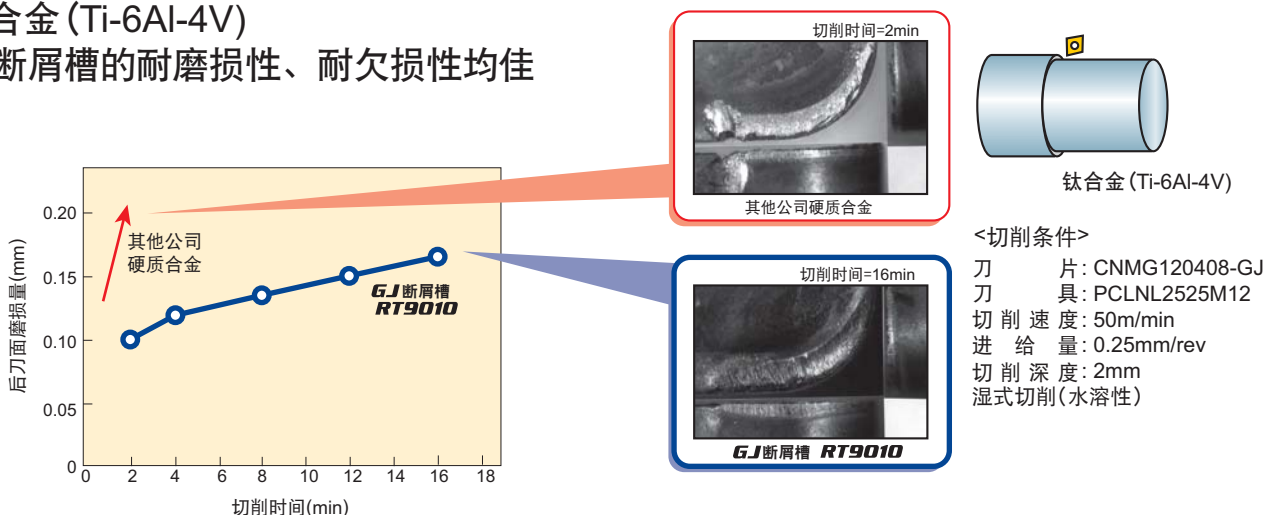 合金(Ti-6Al-4V)
断屑槽的耐磨损性、耐欠损性均佳
后刀面磨损量(mm)
0.20
0.15
0.10
0.05
0
0 2 4 6 8 10 12 14 16 18
切削时间(min)
其他公司
硬质合金
GJ断屑槽
RT9010
切削时间=2min
其他公司硬质合金
切削时间=16min
GJ断屑槽 RT9010
钛合金(Ti-6Al-4V)
<切削条件>
刀 片: CNMG120408-GJ
刀 具: PCLNL2525M12
切削速度: 50m/min
进 给 量: 0.25mm/rev
切削深度: 2mm
湿式切削(水溶性)